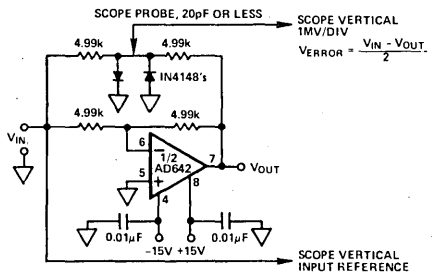 SCOPE PROBE, 20pF OR LESS
SCOPE VERTICAL
1MV/DIV
VERROR = VIN - VOUT
2
4.99k
4.99k
IN4148's
4.99k
4.99k
VIN
6
-
1/2
AD642
7
VOUT
5
+
4
8
0.01μF
0.01μF
-15V +15V
SCOPE VERTICAL
INPUT REFERENCE